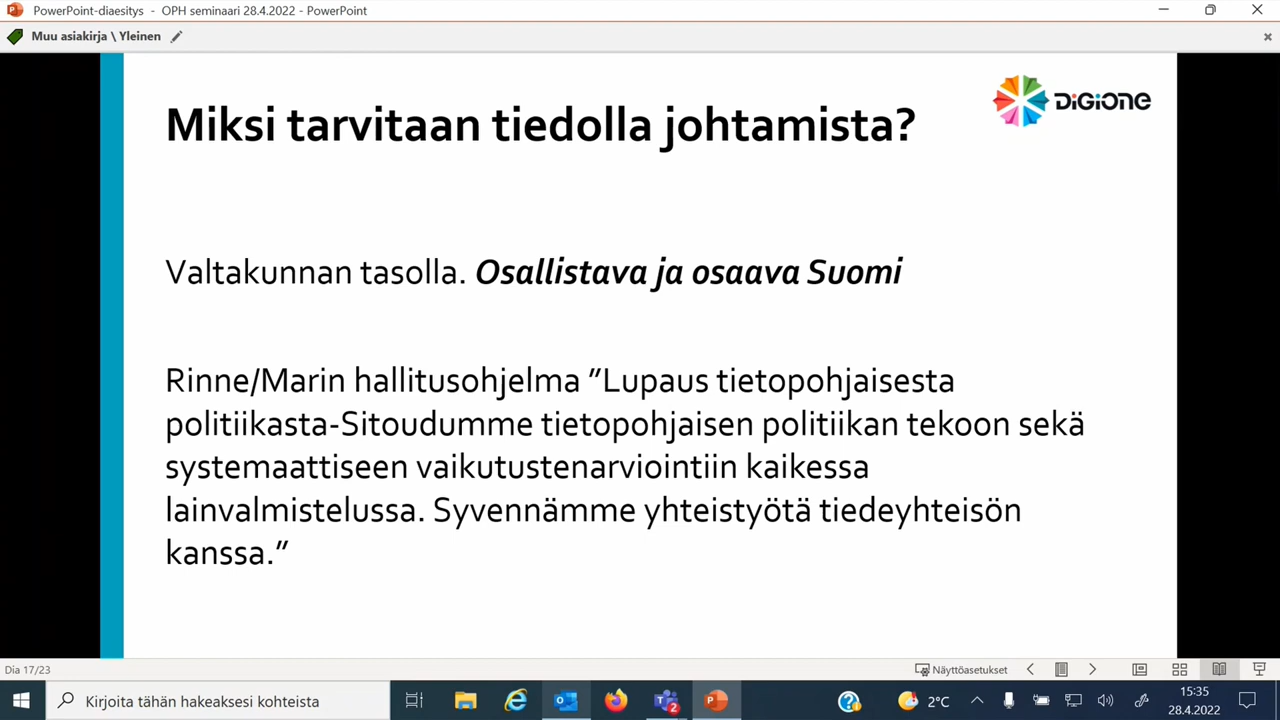 PowerPoint-diaesitys - OPH seminaari 28.4.2022 - PowerPoint
Muu asiakirja \ Yleinen
Miksi tarvitaan tiedolla johtamista?
DIGIONE
Valtakunnan tasolla. Osallistava ja osaava Suomi
Rinne/Marin hallitusohjelma ”Lupaus tietopohjaisesta
politiikasta-Sitoudumme tietopohjaisen politiikan tekoon sekä
systemaattiseen vaikutustenarviointiin kaikessa
lainvalmistelussa. Syvennämme yhteistyötä tiedeyhteisön
kanssa.”
Dia 17/23
Näyttöasetukset
Kirjoita tähän hakeaksesi kohteista
2
2°C
15:35
28.4.2022